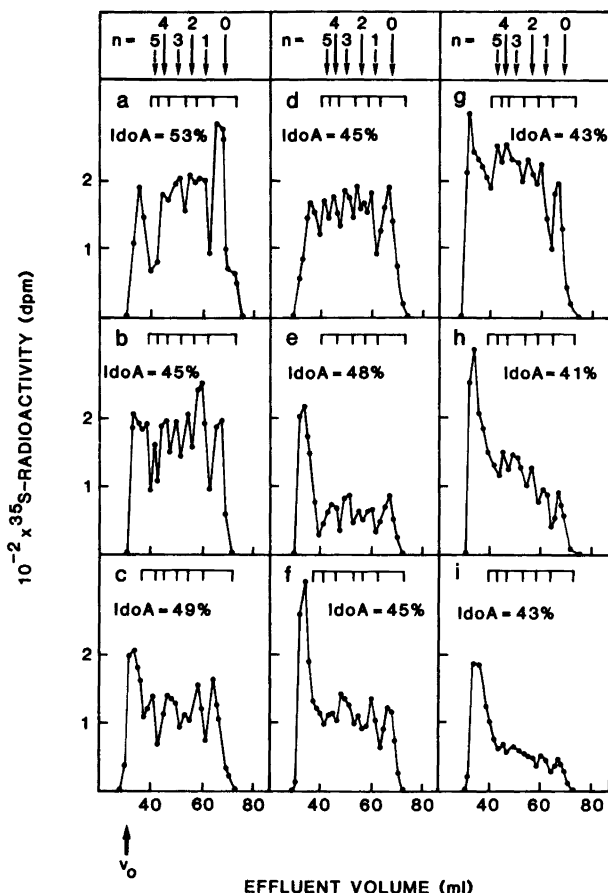 4 2 0 4 2 0 4 2 0
n= 5 3 1 n= 5 3 1 n= 5 3 1
a d g
IdoA=53% IdoA=45% IdoA=43%
2
1
b e h
IdoA=45% IdoA=48% IdoA=41%
2
1
c f i
IdoA=49% IdoA=45% IdoA=43%
2
1
40 60 80 40 60 80 40 60 80
Vo
EFFLUENT VOLUME (ml)
10⁻² x ³⁵S-RADIOACTIVITY (dpm)